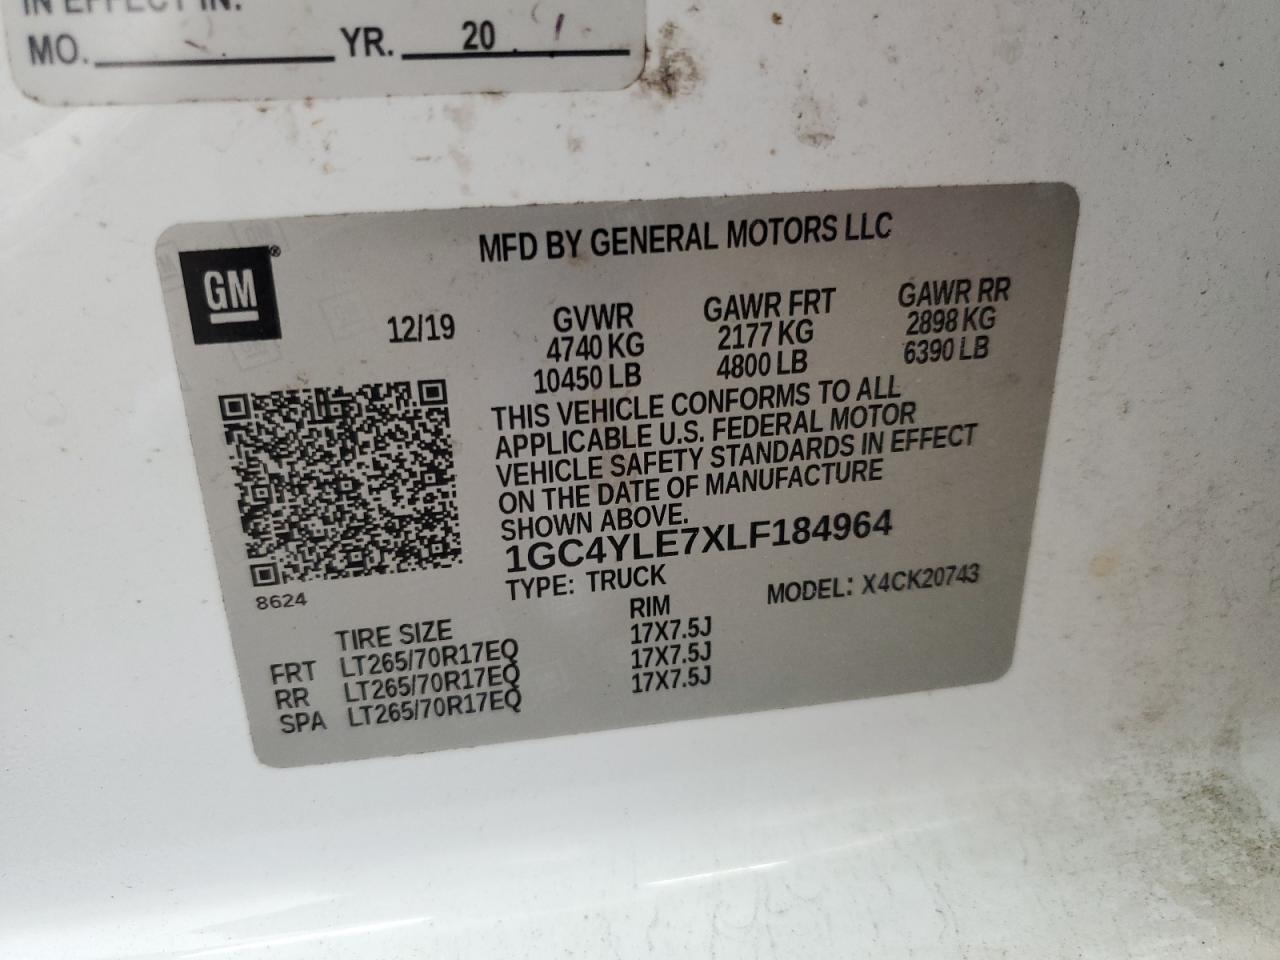 IN EFFECT IN:
MO. YR. 20
MFD BY GENERAL MOTORS LLC
GM®
12/19
GVWR GAWR FRT GAWR RR
4740 KG 2177 KG 2898 KG
10450 LB 4800 LB 6390 LB
THIS VEHICLE CONFORMS TO ALL
APPLICABLE U.S. FEDERAL MOTOR
VEHICLE SAFETY STANDARDS IN EFFECT
ON THE DATE OF MANUFACTURE
SHOWN ABOVE.
1GC4YLE7XLF184964
8624
TYPE: TRUCK MODEL: X4CK20743
TIRE SIZE RIM
FRT LT265/70R17EQ 17X7.5J
RR LT265/70R17EQ 17X7.5J
SPA LT265/70R17EQ 17X7.5J